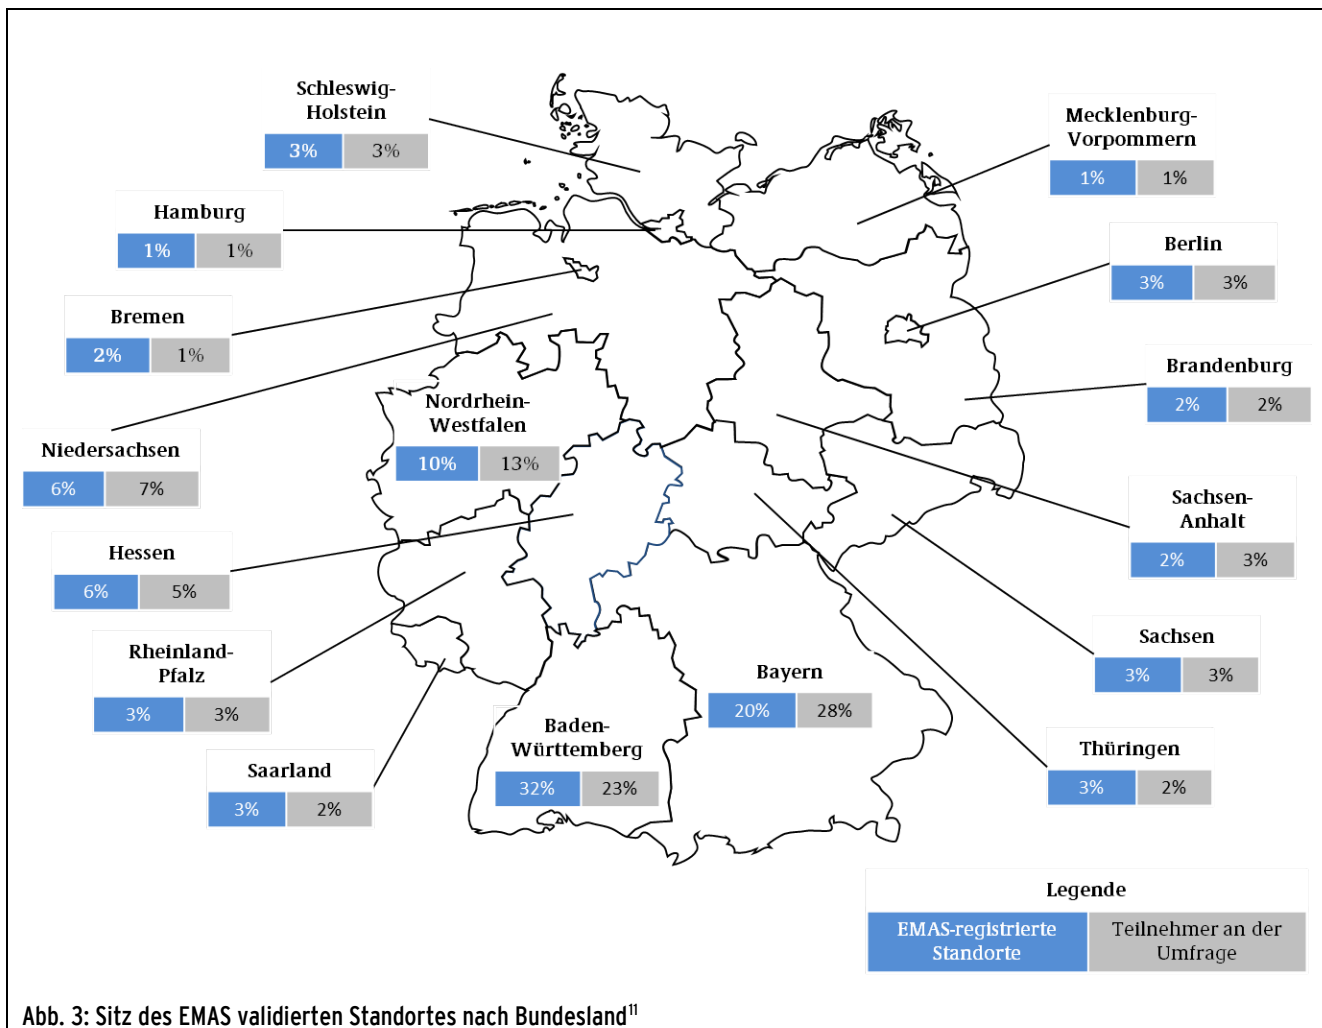 Schleswig-
Holstein
3% 3%
Hamburg
1% 1%
Bremen
2% 1%
Niedersachsen
6% 7%
Nordrhein-
Westfalen
10% 13%
Hessen
6% 5%
Rheinland-
Pfalz
3% 3%
Saarland
3% 2%
Baden-
Württemberg
32% 23%
Bayern
20% 28%
Mecklenburg-
Vorpommern
1% 1%
Berlin
3% 3%
Brandenburg
2% 2%
Sachsen-
Anhalt
2% 3%
Sachsen
3% 3%
Thüringen
3% 2%
Legende
EMAS-registrierte
Standorte
Teilnehmer an der
Umfrage
Abb. 3: Sitz des EMAS validierten Standortes nach Bundesland¹¹